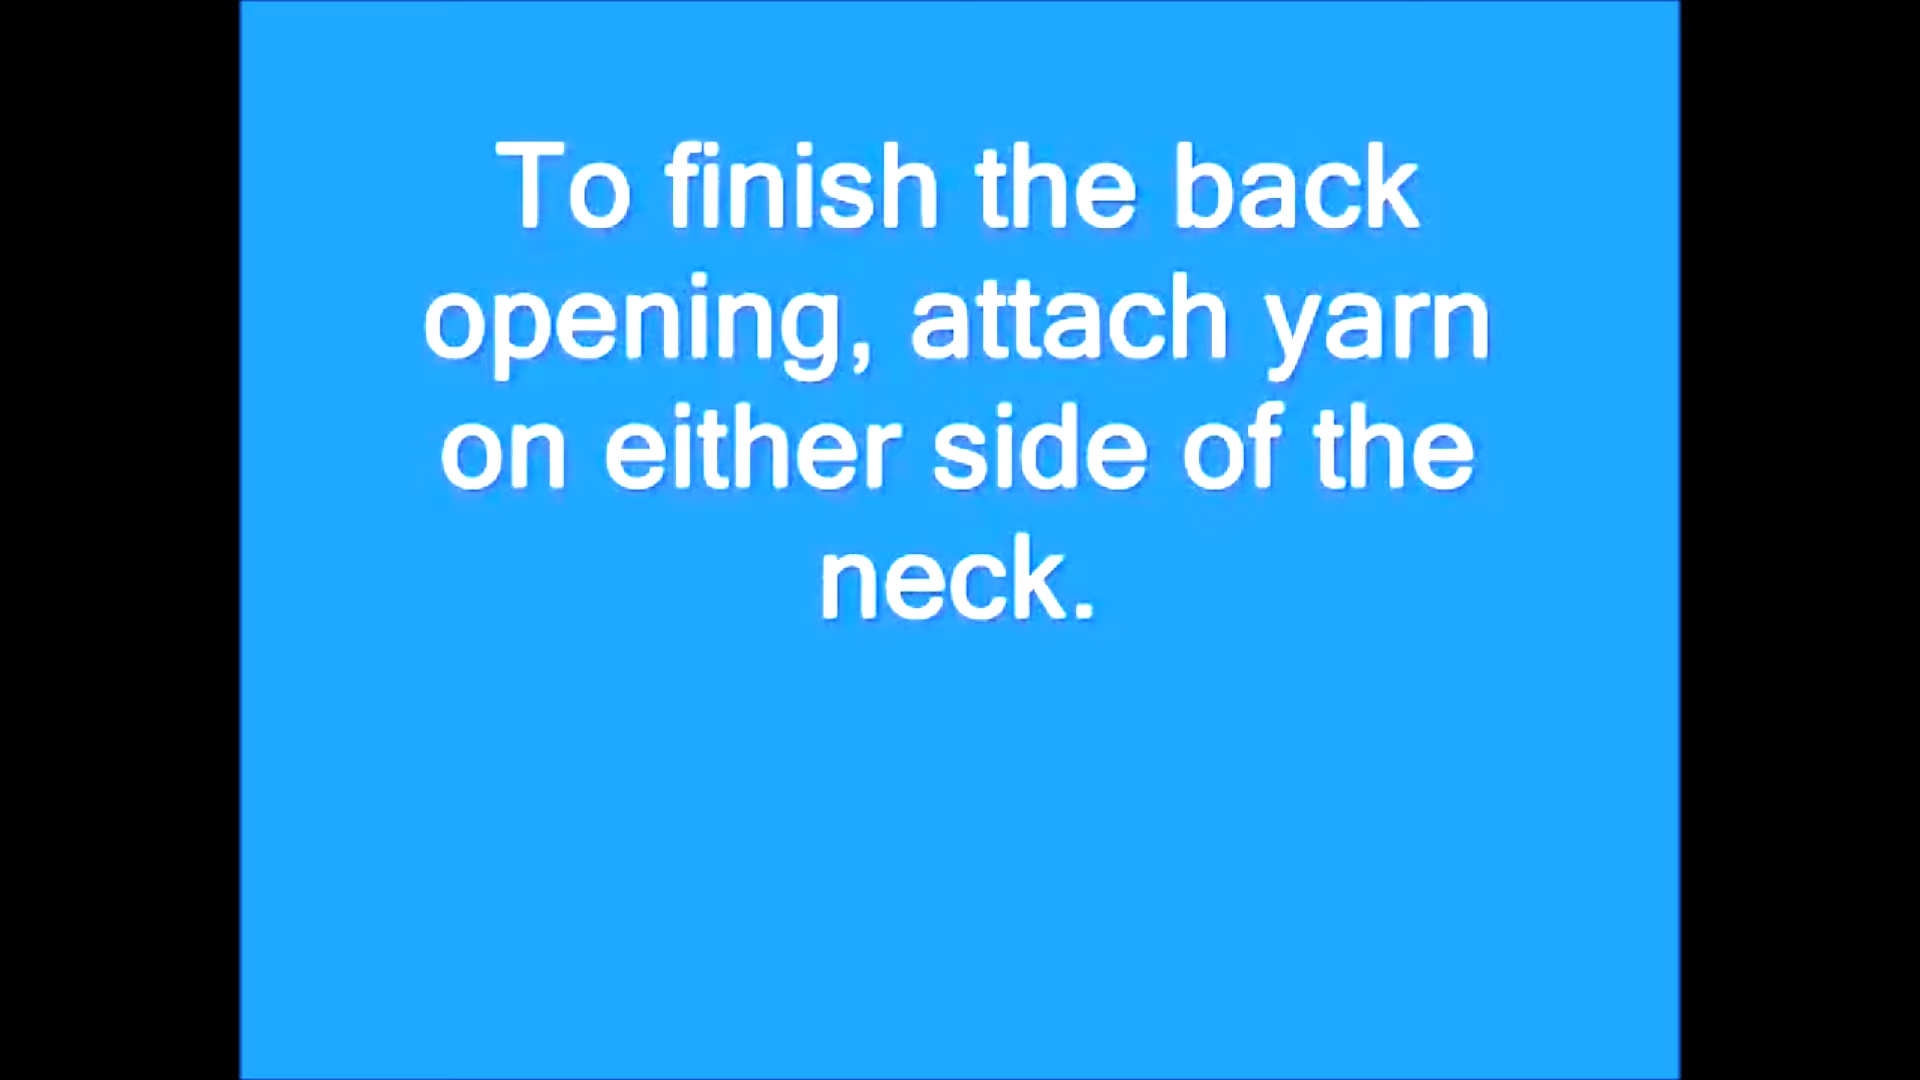 To finish the back
opening, attach yarn
on either side of the
neck.